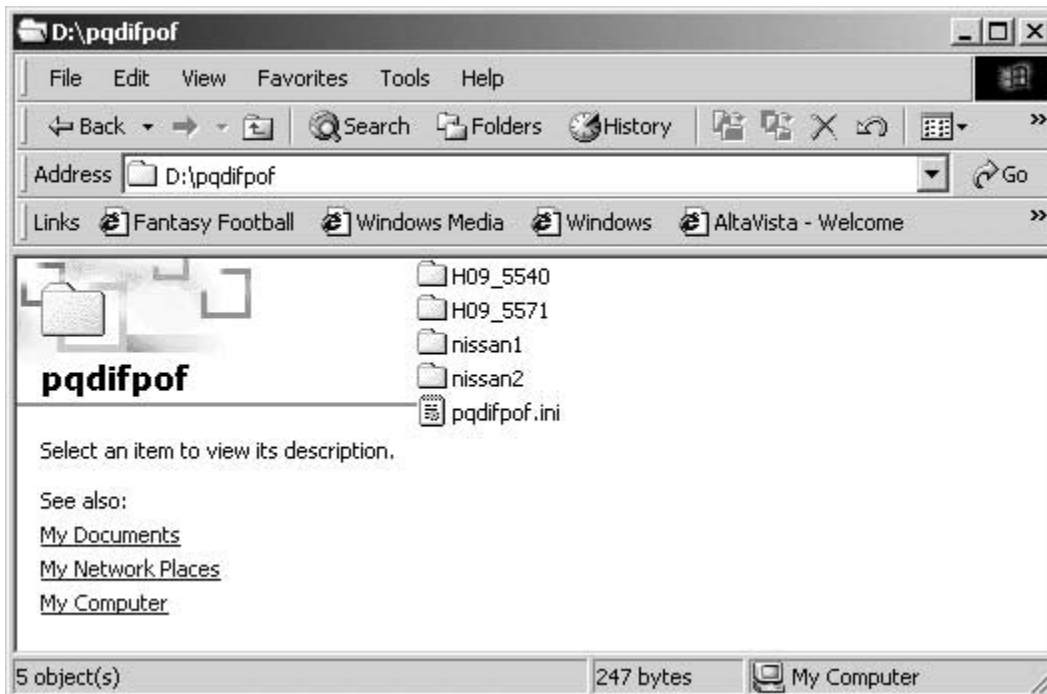 D:\pqdifpof
File Edit View Favorites Tools Help
Back Search Folders History
Address D:\pqdifpof Go
Links Fantasy Football Windows Media Windows AltaVista - Welcome
pqdifpof
Select an item to view its description.
See also:
My Documents
My Network Places
My Computer
H09_5540
H09_5571
nissan1
nissan2
pqdifpof.ini
5 object(s) 247 bytes My Computer